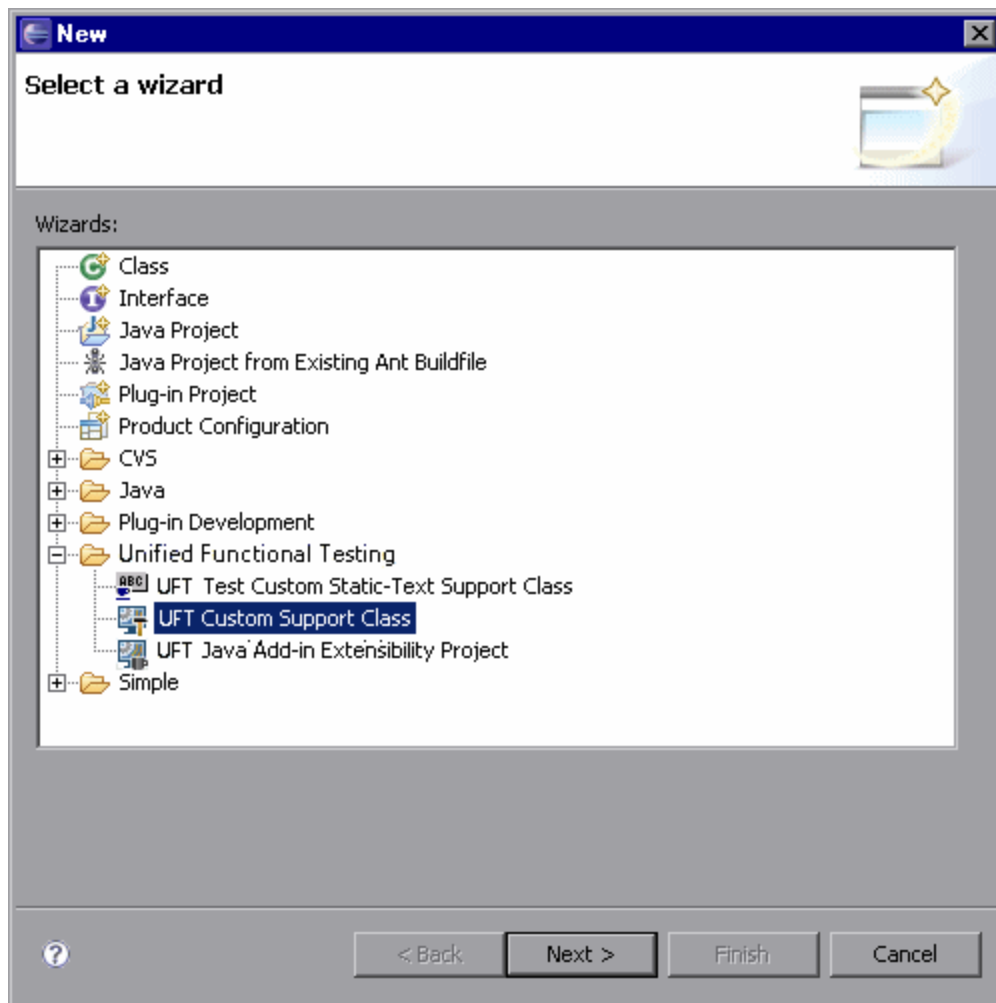 New
Select a wizard
Wizards:
Class
Interface
Java Project
Java Project from Existing Ant Buildfile
Plug-in Project
Product Configuration
CVS
Java
Plug-in Development
Unified Functional Testing
ABC UFT Test Custom Static-Text Support Class
UFT Custom Support Class
UFT Java Add-in Extensibility Project
Simple
? < Back Next > Finish Cancel